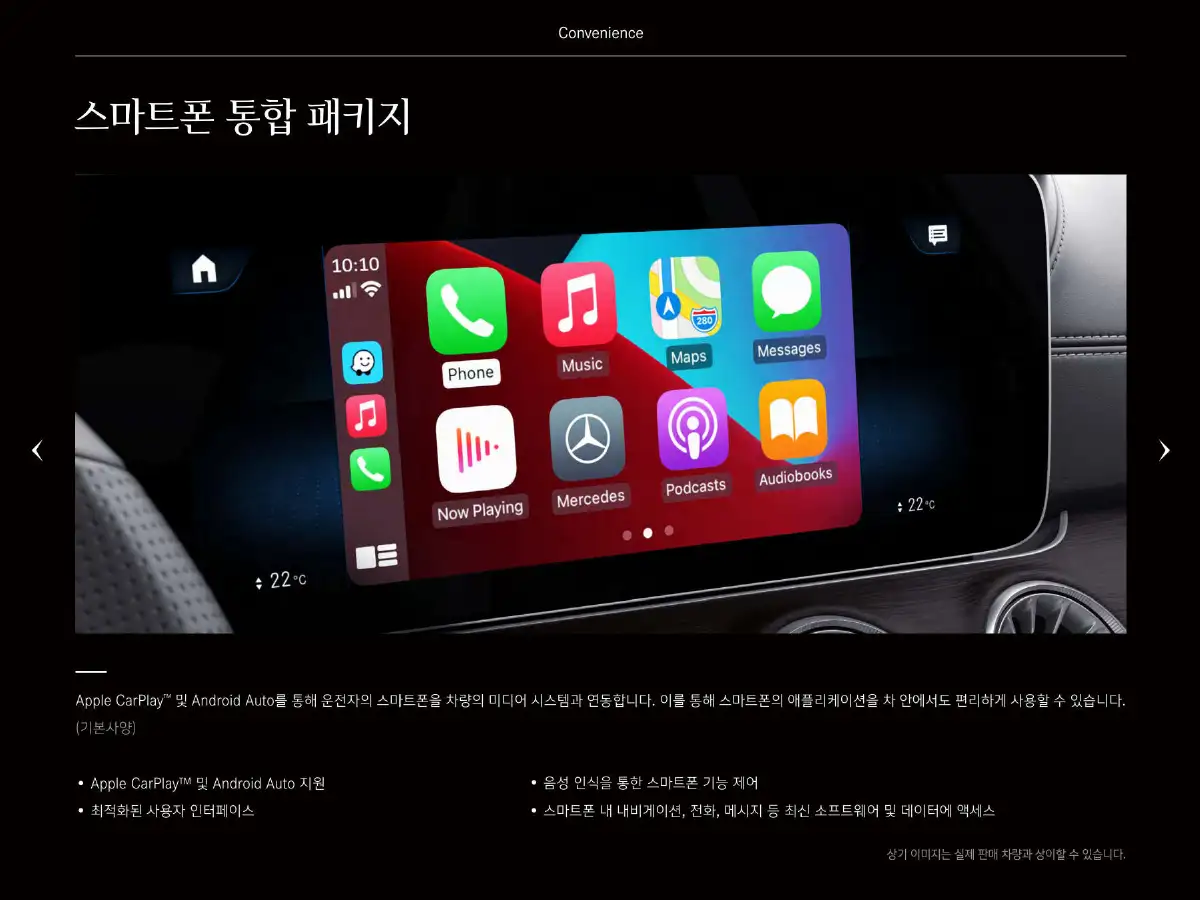 Convenience
스마트폰 통합 패키지
10:10
Phone
Music
Maps
280
Messages
Now Playing
Mercedes
Podcasts
Audiobooks
22°C
22°C
Apple CarPlay™ 및 Android Auto를 통해 운전자의 스마트폰을 차량의 미디어 시스템과 연동합니다. 이를 통해 스마트폰의 애플리케이션을 차 안에서도 편리하게 사용할 수 있습니다.
(기본사양)
• Apple CarPlay™ 및 Android Auto 지원
• 최적화된 사용자 인터페이스
• 음성 인식을 통한 스마트폰 기능 제어
• 스마트폰 내 내비게이션, 전화, 메시지 등 최신 소프트웨어 및 데이터에 액세스
상기 이미지는 실제 판매 차량과 상이할 수 있습니다.